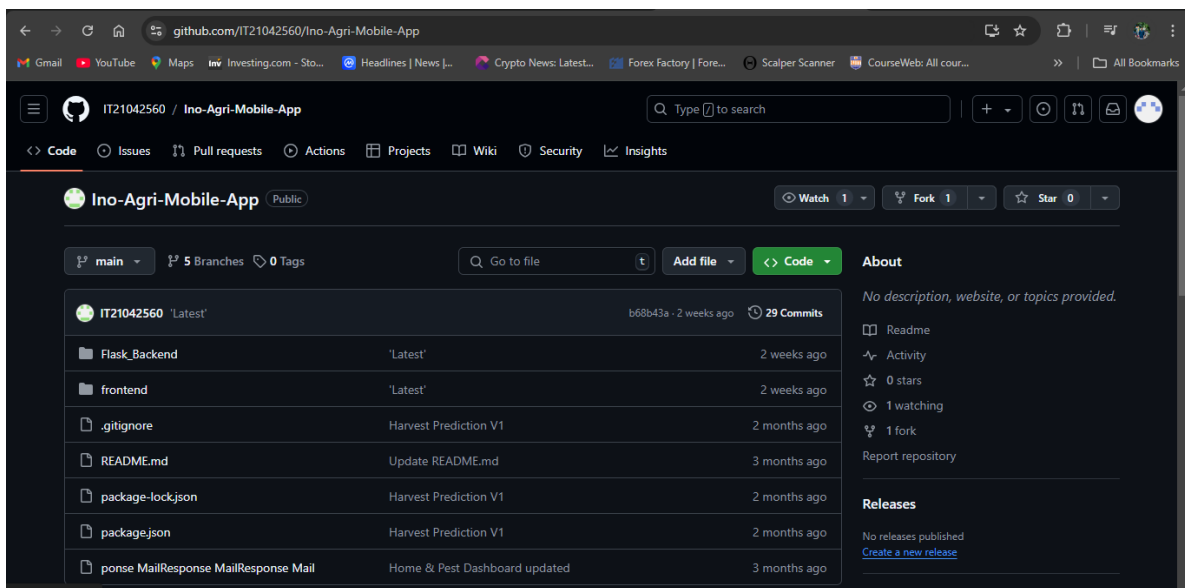 github.com/IT21042560/Ino-Agri-Mobile-App
Gmail YouTube Maps Inv Investing.com - Sto... Headlines | News |... Crypto News: Latest... Forex Factory | Fore... Scalper Scanner CourseWeb: All cour... » All Bookmarks
IT21042560 / Ino-Agri-Mobile-App Type / to search
Code Issues Pull requests Actions Projects Wiki Security Insights
Ino-Agri-Mobile-App Public Watch 1 Fork 1 Star 0
main 5 Branches 0 Tags Go to file t Add file Code About
No description, website, or topics provided.
IT21042560 'Latest' b68b43a · 2 weeks ago 29 Commits
Readme
Flask_Backend 'Latest' 2 weeks ago
Activity
0 stars
frontend 'Latest' 2 weeks ago
1 watching
.gitignore Harvest Prediction V1 2 months ago
1 fork
README.md Update README.md 3 months ago
Report repository
package-lock.json Harvest Prediction V1 2 months ago
Releases
package.json Harvest Prediction V1 2 months ago
No releases published
Create a new release
ponse MailResponse MailResponse Mail Home & Pest Dashboard updated 3 months ago